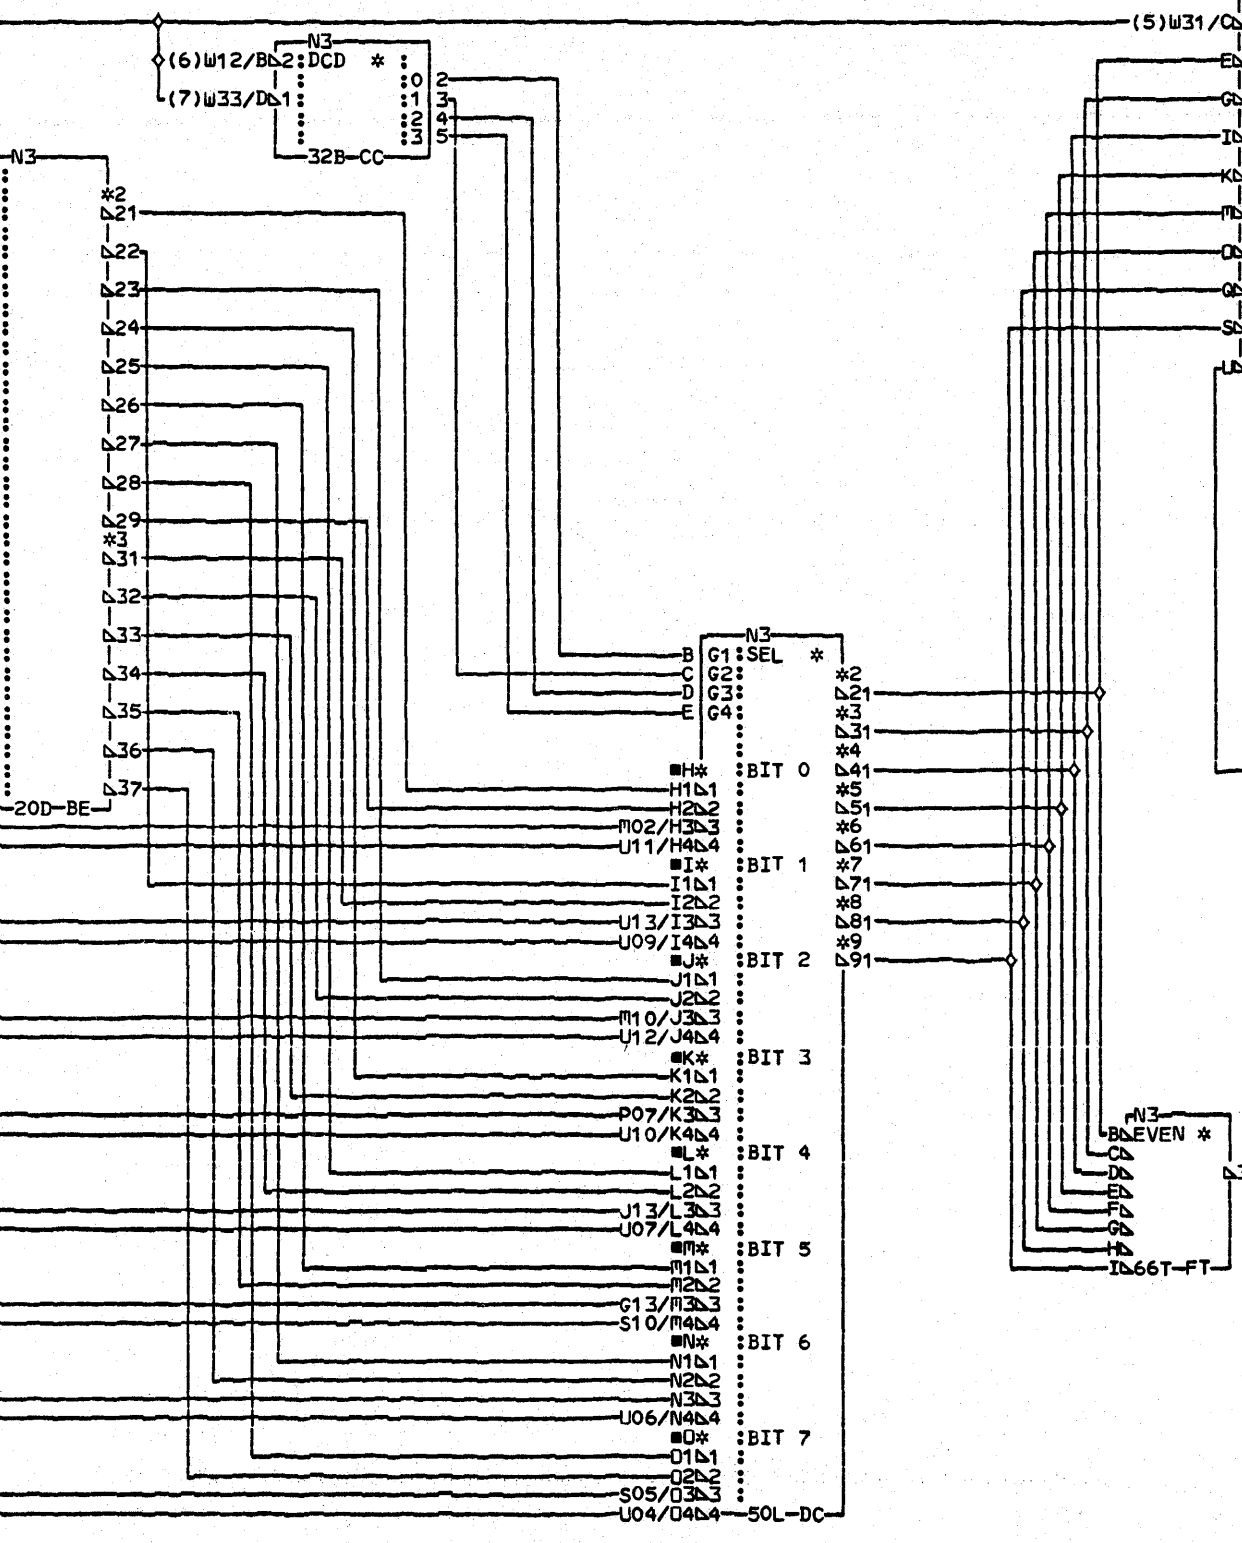 (5)W31/C
N3
(6)W12/B 2 DCD *
E
0 2
(7)W33/D 1
1 3
G
2 4
3 5
I
N3
32B-CC
K
*2
21
M
22
O
23
Q
24
S
25
U
26
27
28
29
*3
31
32
33
34
35
36
37
20D-BE
N3
B G1 SEL *
C G2
*2
D G3
21
E G4
*3
31
*4
H* BIT 0
41
H1 1
*5
H2 2
51
M02/H3 3
*6
U11/H4 4
61
I* BIT 1
*7
I1 1
71
I2 2
*8
U13/I3 3
81
U09/I4 4
*9
J* BIT 2
91
J1 1
J2 2
M10/J3 3
U12/J4 4
K* BIT 3
K1 1
K2 2
P07/K3 3
U10/K4 4
L* BIT 4
L1 1
L2 2
J13/L3 3
U07/L4 4
M* BIT 5
M1 1
M2 2
G13/M3 3
S10/M4 4
N* BIT 6
N1 1
N2 2
N3 3
U06/N4 4
O* BIT 7
O1 1
O2 2
S05/O3 3
U04/O4 4 50L-DC
N3
B EVEN *
C
D
E
F
G
H
I 66T-FT